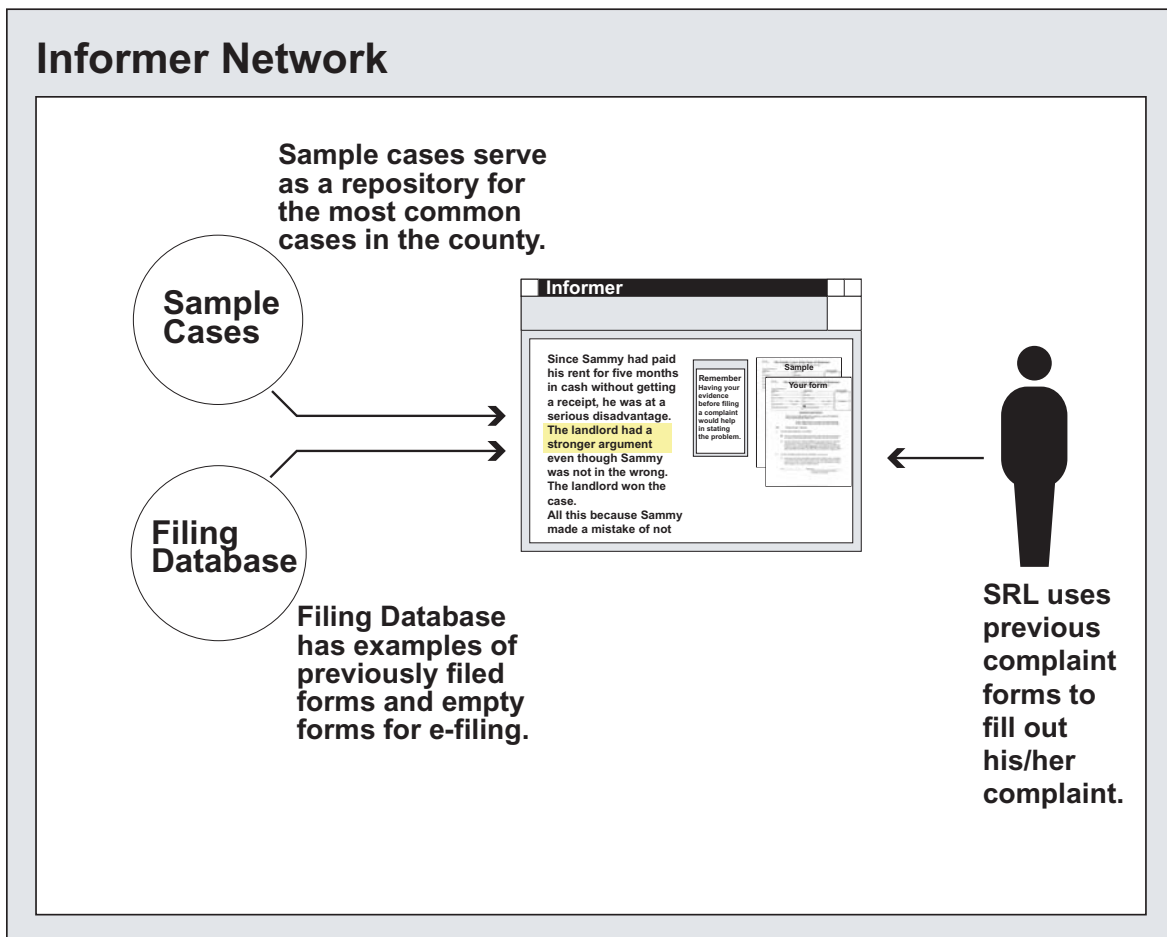 Informer Network
Sample cases serve
as a repository for
the most common
cases in the county.
Sample
Cases
Informer
Since Sammy had paid
his rent for five months
in cash without getting
a receipt, he was at a
serious disadvantage.
The landlord had a
stronger argument
even though Sammy
was not in the wrong.
The landlord won the
case.
All this because Sammy
made a mistake of not
Remember
Having your
evidence
before filing
a complaint
would help
in stating
the problem.
Sample
Your form
Filing
Database
Filing Database
has examples of
previously filed
forms and empty
forms for e-filing.
SRL uses
previous
complaint
forms to
fill out
his/her
complaint.